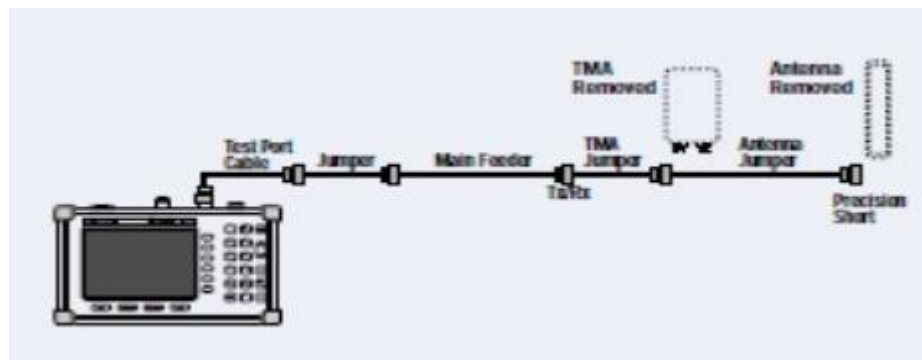 TMA
Removed
Antenna
Removed
Test Port
Cable
Jumper
Main Feeder
TMA
Jumper
Antenna
Jumper
Tx/Rx
Precision
Short